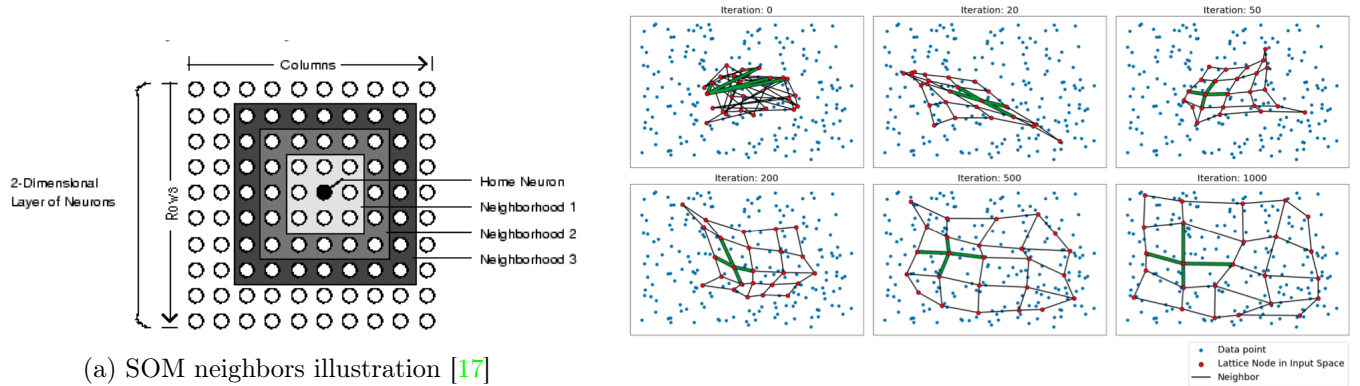 Columns
2-Dimensional
Layer of Neurons
Rows
Home Neuron
Neighborhood 1
Neighborhood 2
Neighborhood 3
(a) SOM neighbors illustration [17]
Iteration: 0
Iteration: 20
Iteration: 50
Iteration: 200
Iteration: 500
Iteration: 1000
Data point
Lattice Node in Input Space
Neighbor